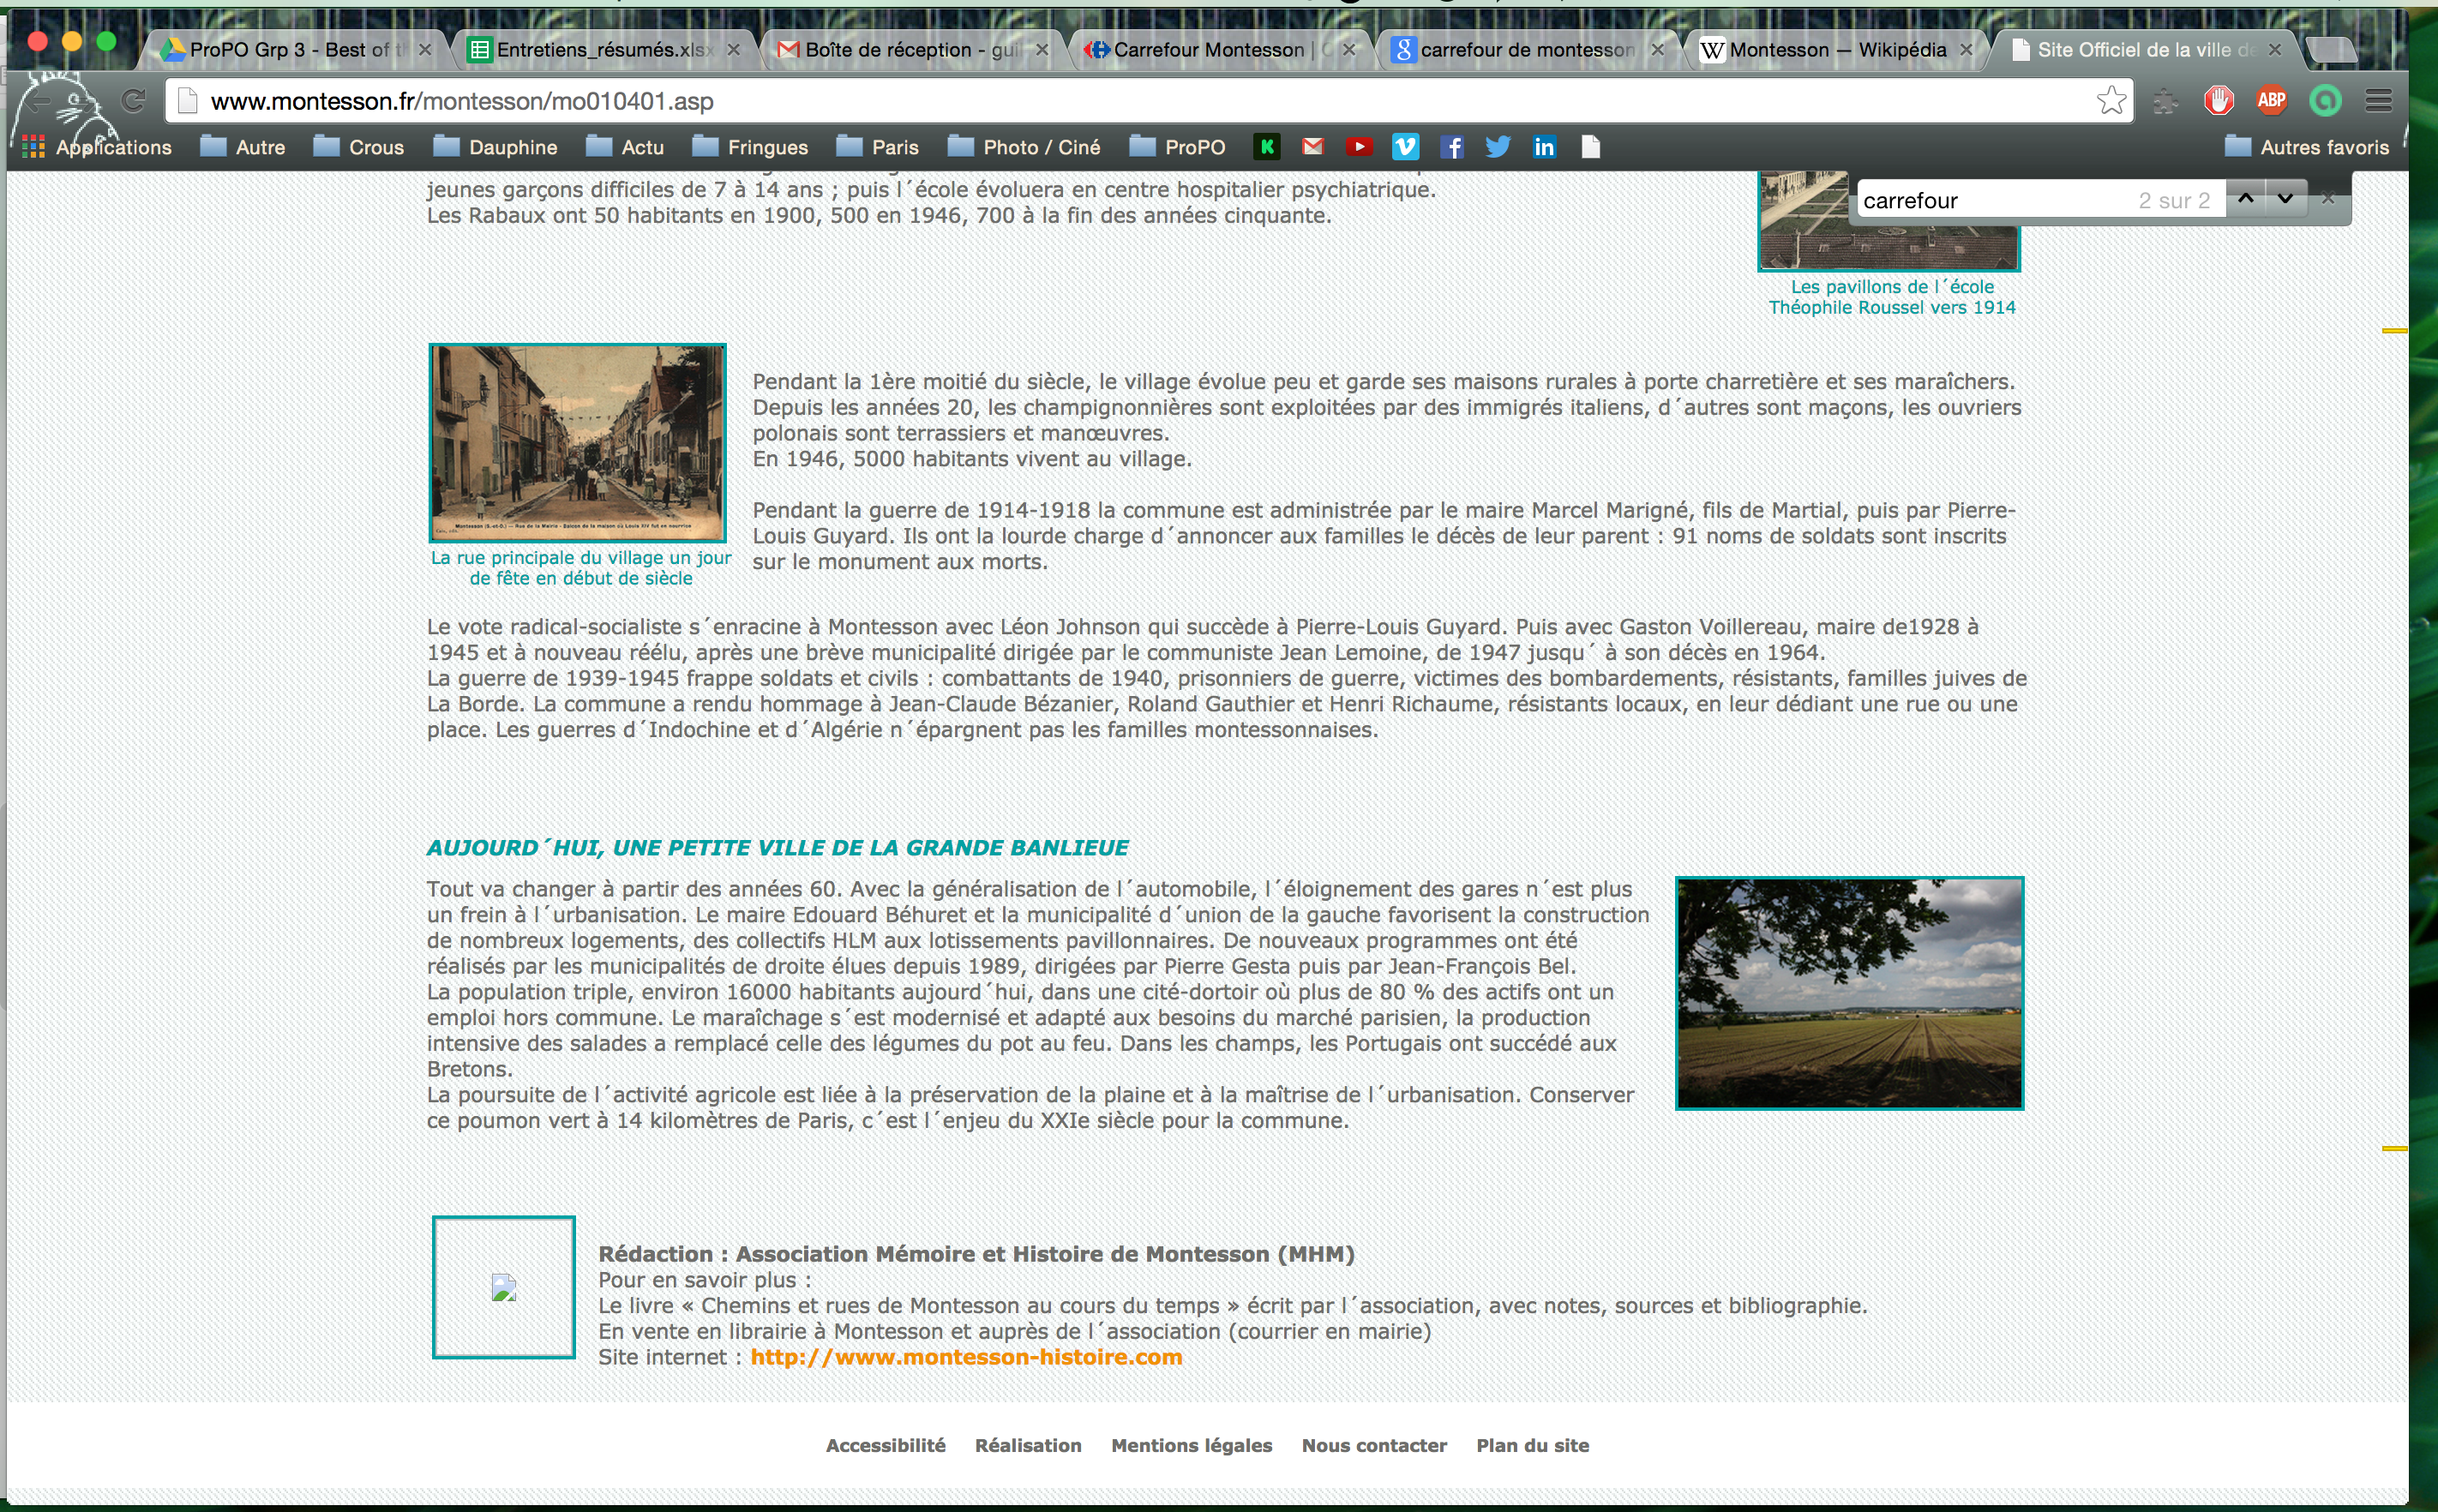 ProPO Grp 3 - Best of t
Entretiens_résumés.xlsx
Boîte de réception - gui
Carrefour Montesson |
carrefour de montesson
Montesson — Wikipédia
Site Officiel de la ville de
www.montesson.fr/montesson/mo010401.asp
ABP
Applications
Autre
Crous
Dauphine
Actu
Fringues
Paris
Photo / Ciné
ProPO
Autres favoris
carrefour 2 sur 2
jeunes garçons difficiles de 7 à 14 ans ; puis l´école évoluera en centre hospitalier psychiatrique.
Les Rabaux ont 50 habitants en 1900, 500 en 1946, 700 à la fin des années cinquante.
Les pavillons de l´école
Théophile Roussel vers 1914
Pendant la 1ère moitié du siècle, le village évolue peu et garde ses maisons rurales à porte charretière et ses maraîchers.
Depuis les années 20, les champignonnières sont exploitées par des immigrés italiens, d´autres sont maçons, les ouvriers
polonais sont terrassiers et manœuvres.
En 1946, 5000 habitants vivent au village.
Pendant la guerre de 1914-1918 la commune est administrée par le maire Marcel Marigné, fils de Martial, puis par Pierre-
Louis Guyard. Ils ont la lourde charge d´annoncer aux familles le décès de leur parent : 91 noms de soldats sont inscrits
sur le monument aux morts.
Montesson (S.-et-O.) — Rue de la Mairie - Balcon de la maison où Louis XIV fut en nourrice
La rue principale du village un jour
de fête en début de siècle
Le vote radical-socialiste s´enracine à Montesson avec Léon Johnson qui succède à Pierre-Louis Guyard. Puis avec Gaston Voillereau, maire de1928 à
1945 et à nouveau réélu, après une brève municipalité dirigée par le communiste Jean Lemoine, de 1947 jusqu´ à son décès en 1964.
La guerre de 1939-1945 frappe soldats et civils : combattants de 1940, prisonniers de guerre, victimes des bombardements, résistants, familles juives de
La Borde. La commune a rendu hommage à Jean-Claude Bézanier, Roland Gauthier et Henri Richaume, résistants locaux, en leur dédiant une rue ou une
place. Les guerres d´Indochine et d´Algérie n´épargnent pas les familles montessonnaises.
AUJOURD´HUI, UNE PETITE VILLE DE LA GRANDE BANLIEUE
Tout va changer à partir des années 60. Avec la généralisation de l´automobile, l´éloignement des gares n´est plus
un frein à l´urbanisation. Le maire Edouard Béhuret et la municipalité d´union de la gauche favorisent la construction
de nombreux logements, des collectifs HLM aux lotissements pavillonnaires. De nouveaux programmes ont été
réalisés par les municipalités de droite élues depuis 1989, dirigées par Pierre Gesta puis par Jean-François Bel.
La population triple, environ 16000 habitants aujourd´hui, dans une cité-dortoir où plus de 80 % des actifs ont un
emploi hors commune. Le maraîchage s´est modernisé et adapté aux besoins du marché parisien, la production
intensive des salades a remplacé celle des légumes du pot au feu. Dans les champs, les Portugais ont succédé aux
Bretons.
La poursuite de l´activité agricole est liée à la préservation de la plaine et à la maîtrise de l´urbanisation. Conserver
ce poumon vert à 14 kilomètres de Paris, c´est l´enjeu du XXIe siècle pour la commune.
Rédaction : Association Mémoire et Histoire de Montesson (MHM)
Pour en savoir plus :
Le livre « Chemins et rues de Montesson au cours du temps » écrit par l´association, avec notes, sources et bibliographie.
En vente en librairie à Montesson et auprès de l´association (courrier en mairie)
Site internet : http://www.montesson-histoire.com
Accessibilité
Réalisation
Mentions légales
Nous contacter
Plan du site